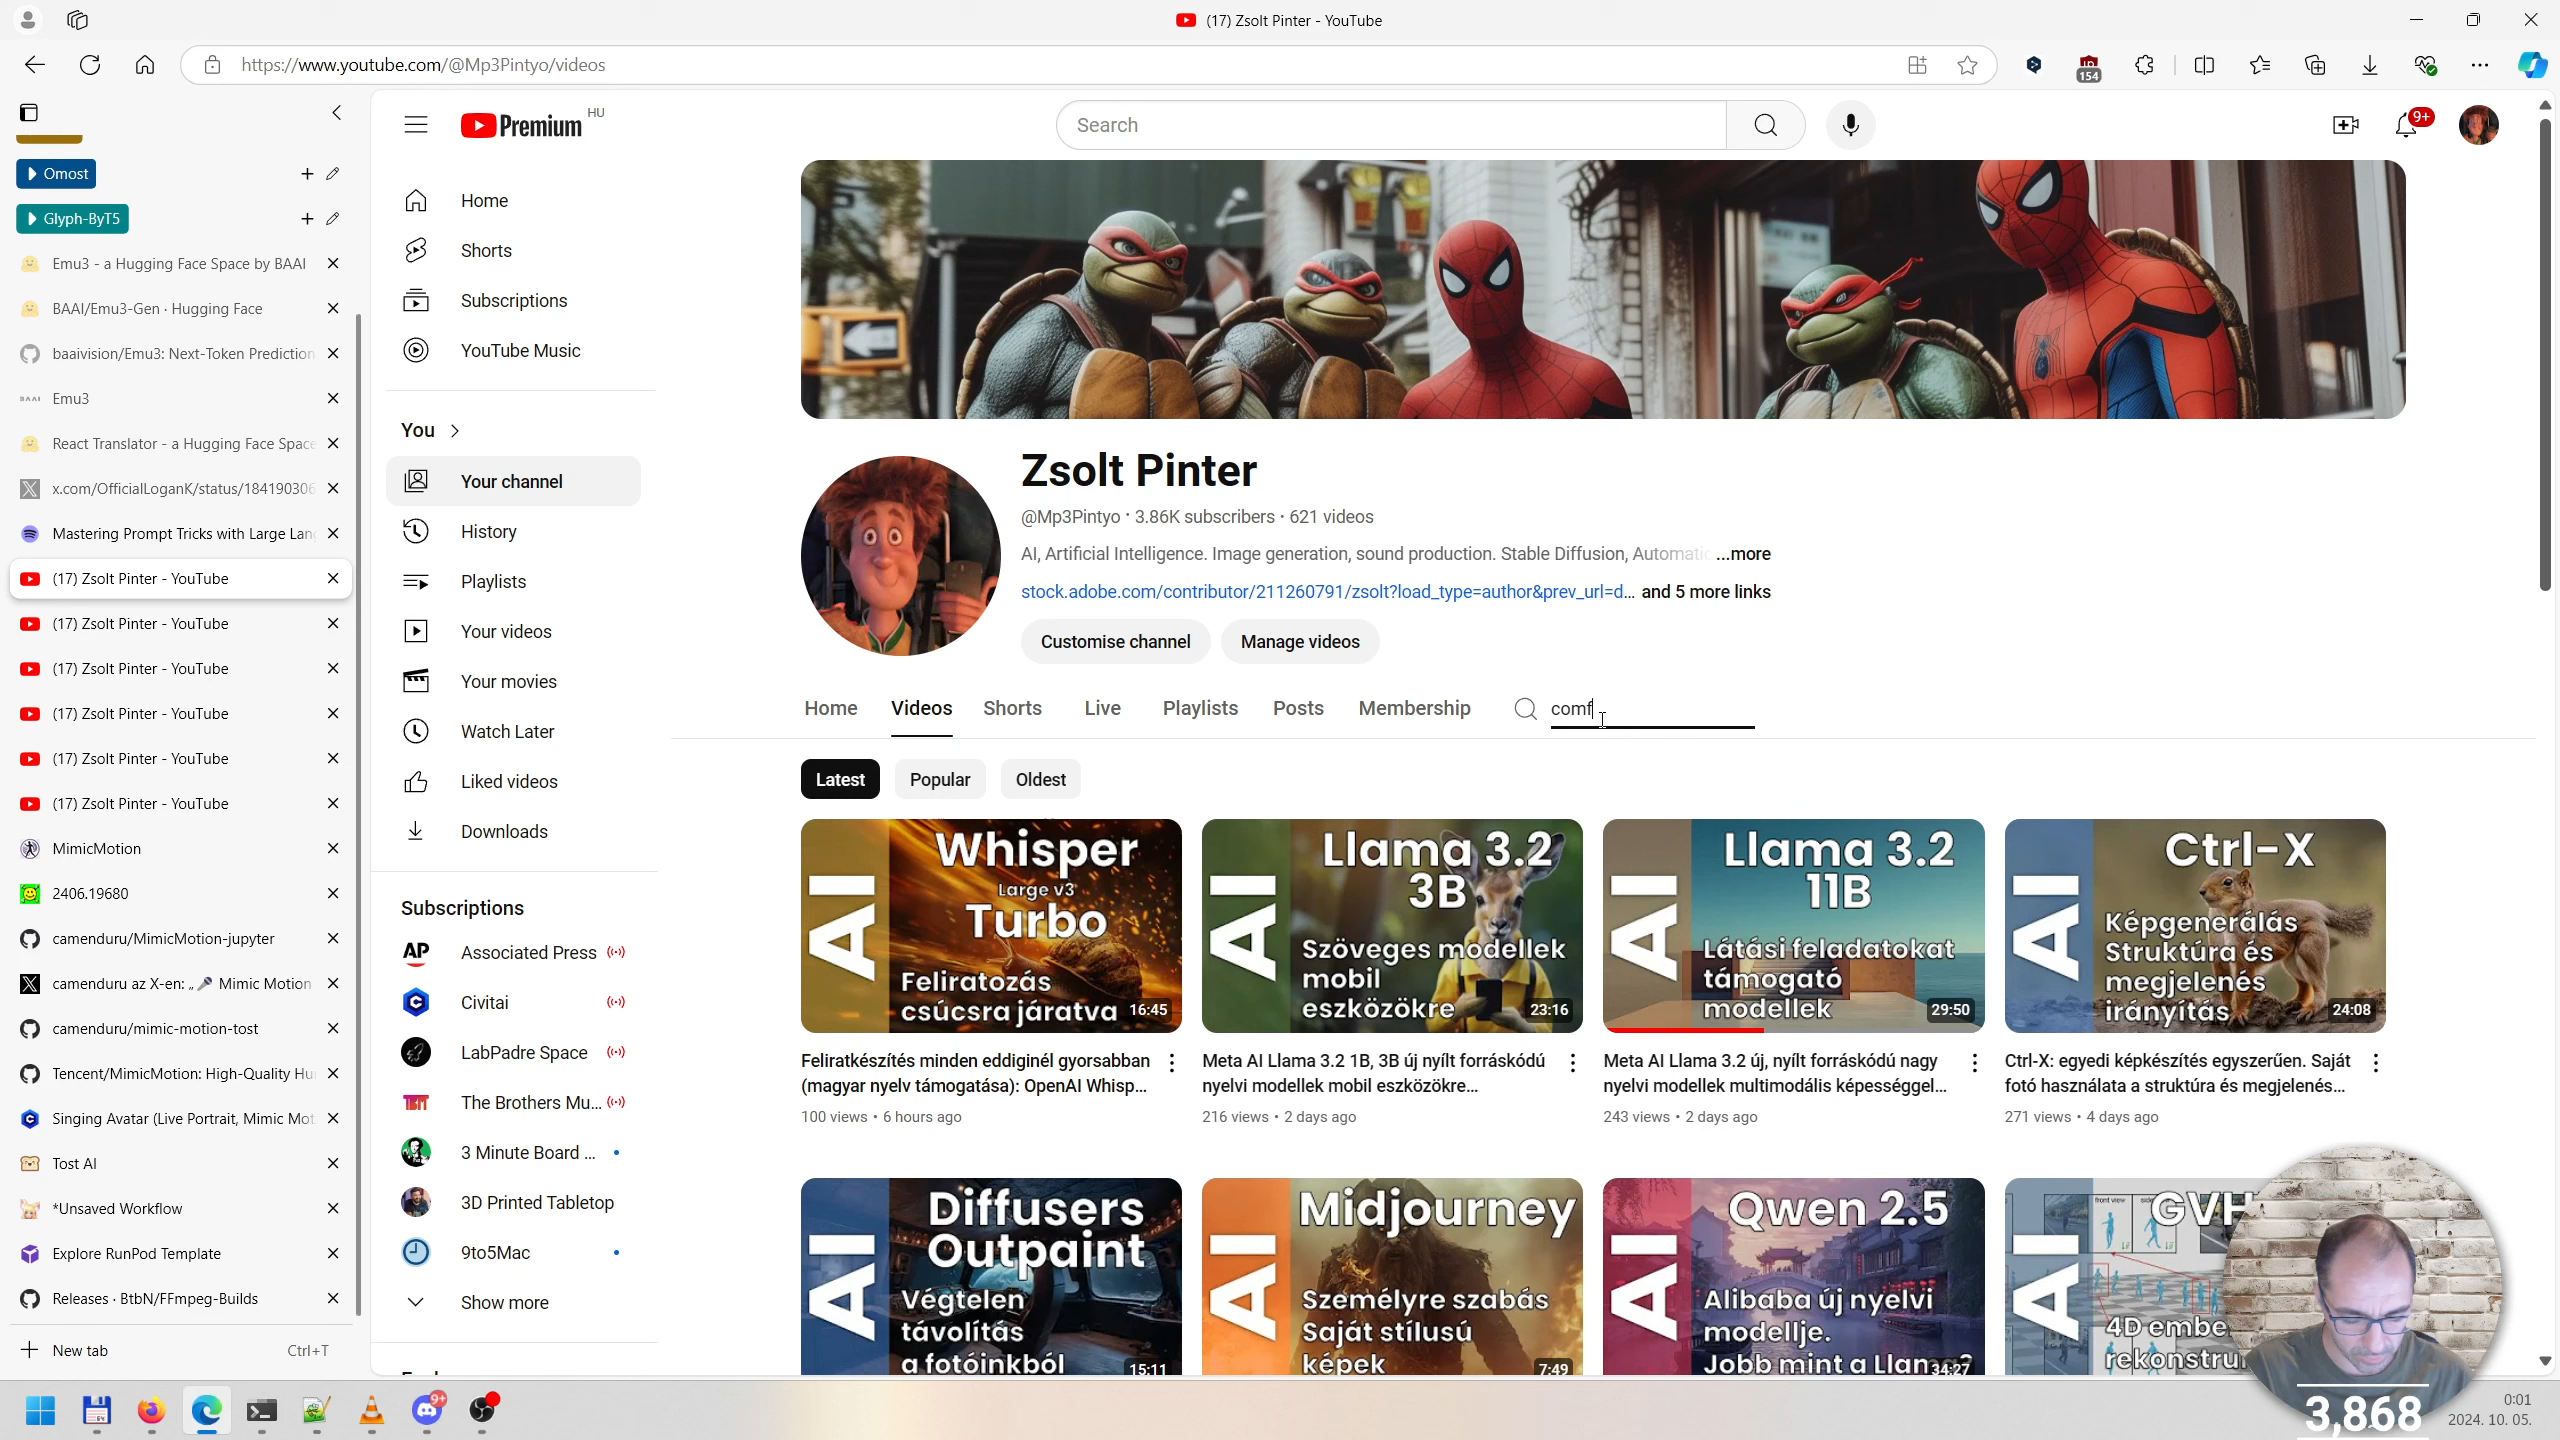 (17) Zsolt Pinter - YouTube
https://www.youtube.com/@Mp3Pintyo/videos
154
Omost
Glyph-ByT5
Emu3 - a Hugging Face Space by BAAI
BAAI/Emu3-Gen · Hugging Face
baaivision/Emu3: Next-Token Prediction
BAAI
Emu3
React Translator - a Hugging Face Space
x.com/OfficialLoganK/status/184190306
Mastering Prompt Tricks with Large Lang
(17) Zsolt Pinter - YouTube
(17) Zsolt Pinter - YouTube
(17) Zsolt Pinter - YouTube
(17) Zsolt Pinter - YouTube
(17) Zsolt Pinter - YouTube
(17) Zsolt Pinter - YouTube
MimicMotion
2406.19680
camenduru/MimicMotion-jupyter
camenduru az X-en: „🎤 Mimic Motion
camenduru/mimic-motion-tost
Tencent/MimicMotion: High-Quality Hu
Singing Avatar (Live Portrait, Mimic Mot
Tost AI
*Unsaved Workflow
Explore RunPod Template
Releases · BtbN/FFmpeg-Builds
New tab
Ctrl+T
Premium
HU
Search
9+
Home
Shorts
Subscriptions
YouTube Music
You
Your channel
History
Playlists
Your videos
Your movies
Watch Later
Liked videos
Downloads
Subscriptions
AP
Associated Press
Civitai
LabPadre Space
The Brothers Mu...
3 Minute Board ...
3D Printed Tabletop
9to5Mac
Show more
Zsolt Pinter
@Mp3Pintyo · 3.86K subscribers · 621 videos
AI, Artificial Intelligence. Image generation, sound production. Stable Diffusion, Automatic ...more
stock.adobe.com/contributor/211260791/zsolt?load_type=author&prev_url=d... and 5 more links
Customise channel
Manage videos
Home
Videos
Shorts
Live
Playlists
Posts
Membership
comf
Latest
Popular
Oldest
AI
Whisper
Large v3
Turbo
Feliratozás
csúcsra járatva
16:45
Feliratkészítés minden eddiginél gyorsabban
(magyar nyelv támogatása): OpenAI Whisp...
100 views · 6 hours ago
AI
Llama 3.2
3B
Szöveges modellek
mobil
eszközökre
23:16
Meta AI Llama 3.2 1B, 3B új nyílt forráskódú
nyelvi modellek mobil eszközökre...
216 views · 2 days ago
AI
Llama 3.2
11B
Látási feladatokat
támogató
modellek
29:50
Meta AI Llama 3.2 új, nyílt forráskódú nagy
nyelvi modellek multimodális képességgel...
243 views · 2 days ago
AI
Ctrl-X
Képgenerálás
Struktúra és
megjelenés
irányítás
24:08
Ctrl-X: egyedi képkészítés egyszerűen. Saját
fotó használata a struktúra és megjelenés...
271 views · 4 days ago
AI
Diffusers
Outpaint
Végtelen
távolítás
a fotóinkból
15:11
AI
Midjourney
Személyre szabás
Saját stílusú
képek
7:49
AI
Qwen 2.5
Alibaba új nyelvi
modellje.
Jobb mint a
34:27
AI
front view
3,868
9+
0:01
2024. 10. 05.